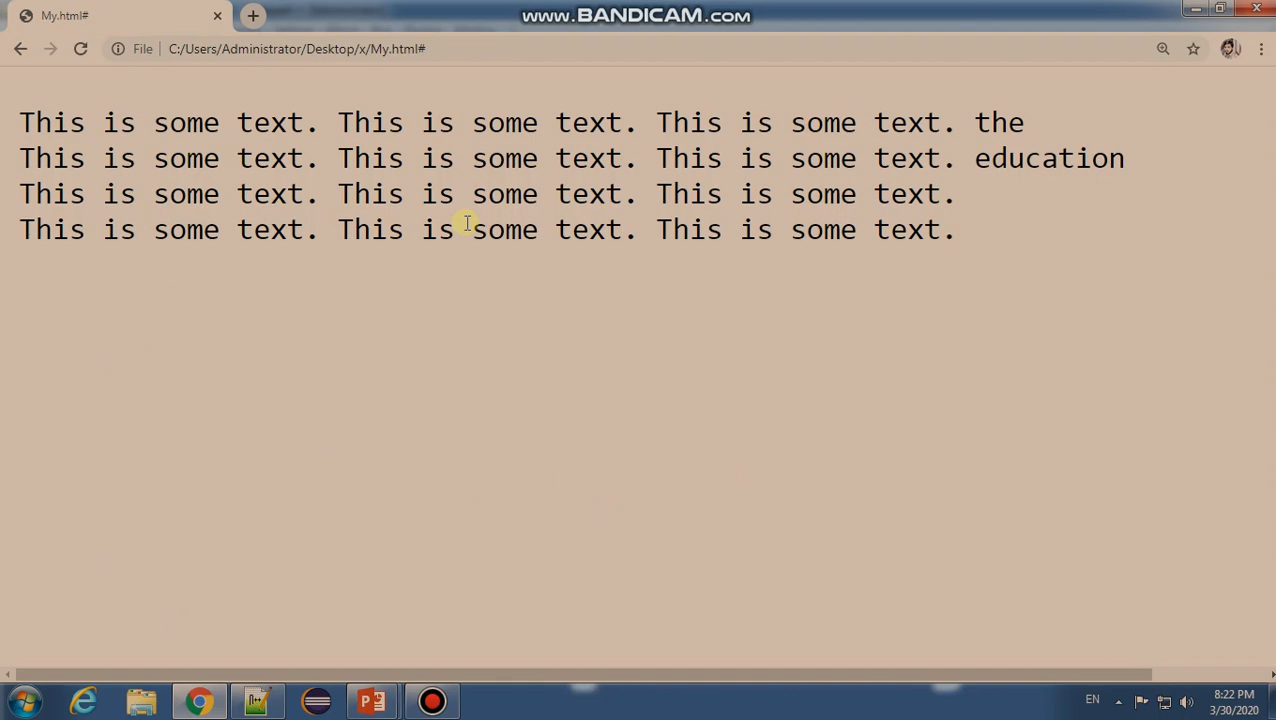 My.html#
www.BANDICAM.com
File
C:/Users/Administrator/Desktop/x/My.html#
This is some text. This is some text. This is some text. the
This is some text. This is some text. This is some text. education
This is some text. This is some text. This is some text.
This is some text. This is some text. This is some text.
EN
8:22 PM
3/30/2020